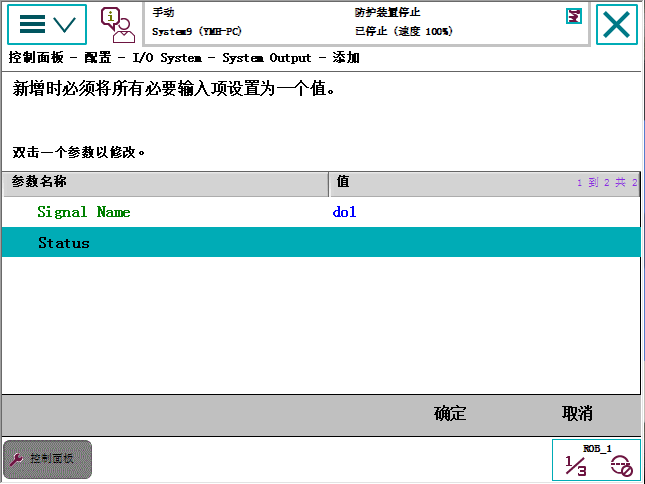 手动
防护装置停止
System9 (YMH-PC)
已停止 (速度 100%)
控制面板 - 配置 - I/O System - System Output - 添加
新增时必须将所有必要输入项设置为一个值。
双击一个参数以修改。
参数名称 值 1 到 2 共 2
Signal Name do1
Status
确定 取消
控制面板
ROB_1
1/3